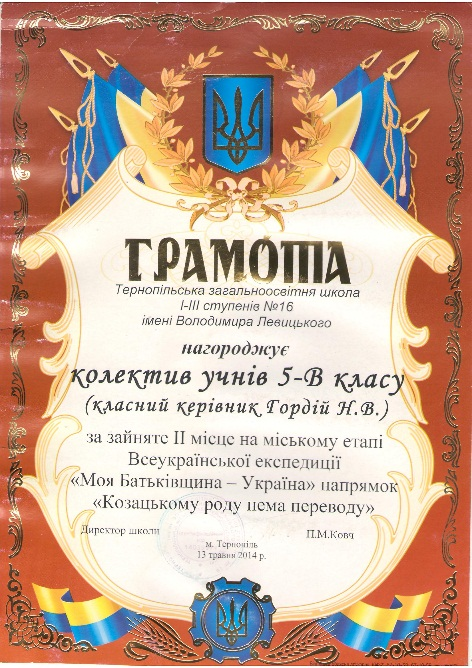 ГРАМОТА
Тернопільська загальноосвітня школа
І-ІІІ ступенів №16
імені Володимира Левицького
нагороджує
колектив учнів 5-В класу
(класний керівник Гордій Н.В.)
за зайняте ІІ місце на міському етапі
Всеукраїнської експедиції
«Моя Батьківщина – Україна» напрямок
«Козацькому роду нема переводу»
Директор школи П.М.Ковч
м. Тернопіль
13 травня 2014 р.